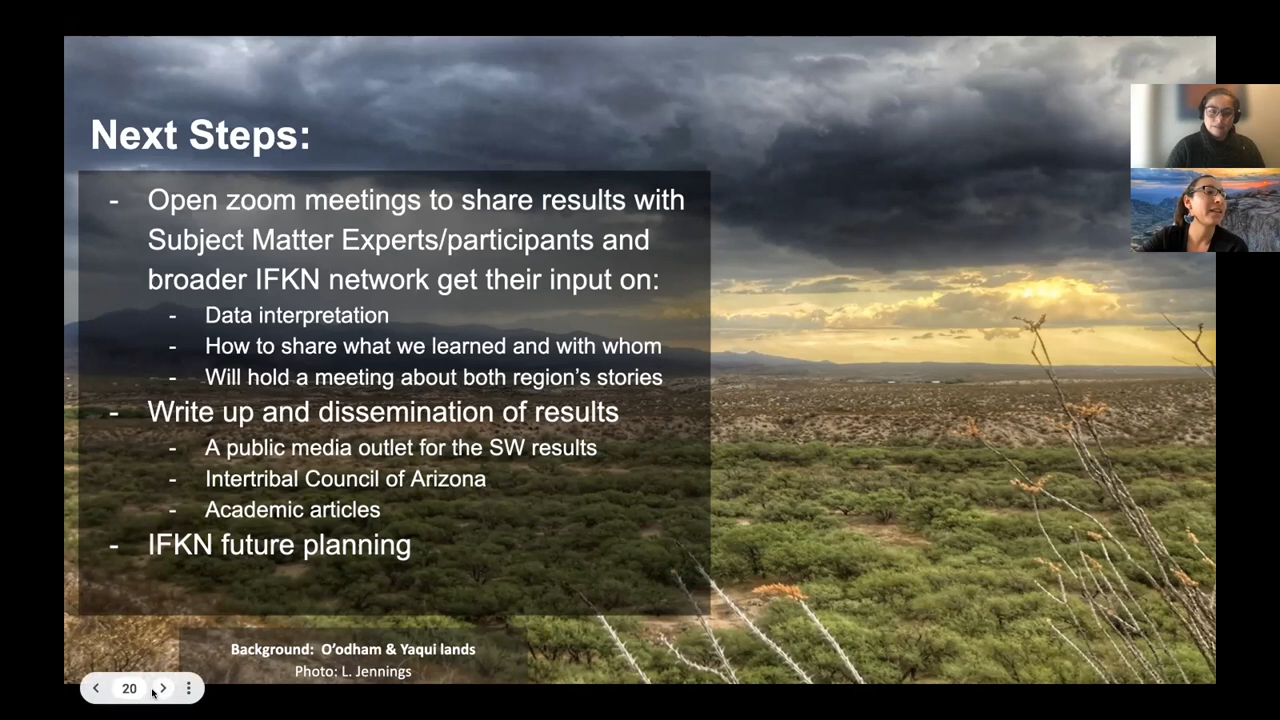 Next Steps:
- Open zoom meetings to share results with
Subject Matter Experts/participants and
broader IFKN network get their input on:
- Data interpretation
- How to share what we learned and with whom
- Will hold a meeting about both region's stories
- Write up and dissemination of results
- A public media outlet for the SW results
- Intertribal Council of Arizona
- Academic articles
- IFKN future planning
Background: O'odham & Yaqui lands
Photo: L. Jennings
20